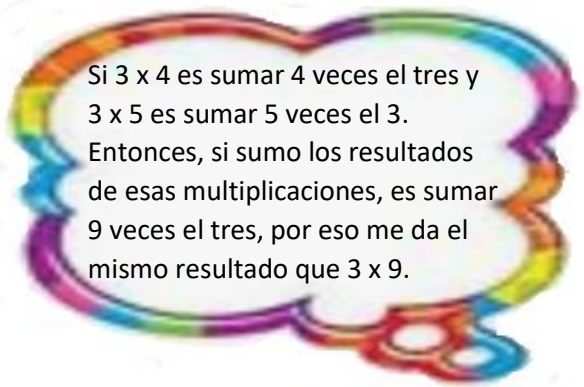 Si 3 x 4 es sumar 4 veces el tres y
3 x 5 es sumar 5 veces el 3.
Entonces, si sumo los resultados
de esas multiplicaciones, es sumar
9 veces el tres, por eso me da el
mismo resultado que 3 x 9.